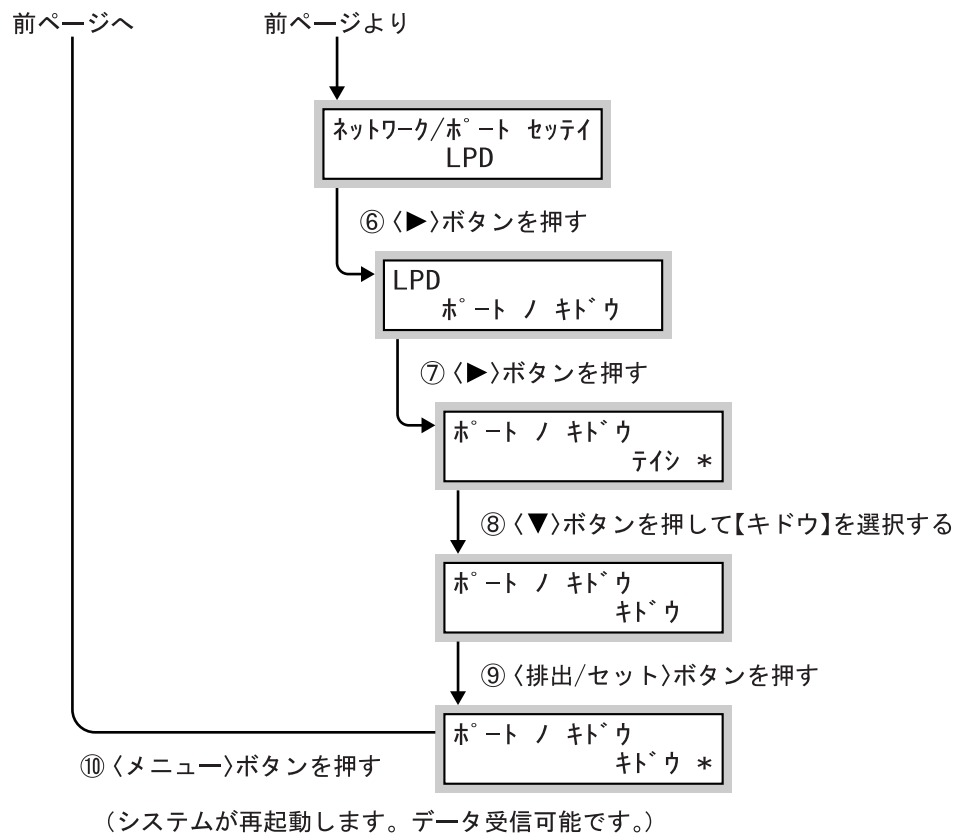 前ページへ
前ページより
ﾈｯﾄﾜｰｸ/ﾎﾟｰﾄ ｾｯﾃｲ
LPD
⑥〈▶〉ボタンを押す
LPD
ﾎﾟｰﾄ ﾉ ｷﾄﾞｳ
⑦〈▶〉ボタンを押す
ﾎﾟｰﾄ ﾉ ｷﾄﾞｳ
ﾃｲｼ *
⑧〈▼〉ボタンを押して【キドウ】を選択する
ﾎﾟｰﾄ ﾉ ｷﾄﾞｳ
ｷﾄﾞｳ
⑨〈排出/セット〉ボタンを押す
ﾎﾟｰﾄ ﾉ ｷﾄﾞｳ
ｷﾄﾞｳ *
⑩〈メニュー〉ボタンを押す
（システムが再起動します。データ受信可能です。）